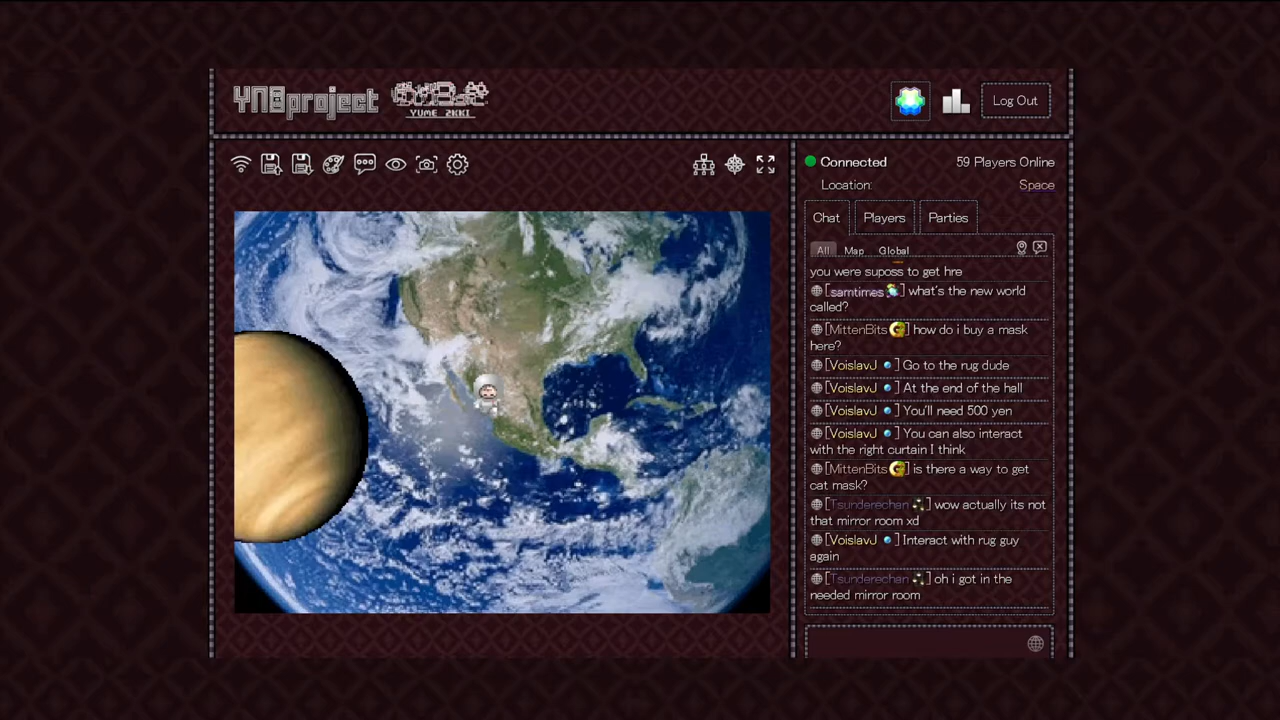 YNOproject
YUME 2KKI
Log Out
Connected
59 Players Online
Location:
Space
Chat
Players
Parties
All
Map
Global
you were suposs to get hre
[samtimes ] what's the new world
called?
[MittenBits ] how do i buy a mask
here?
[VoislavJ ] Go to the rug dude
[VoislavJ ] At the end of the hall
[VoislavJ ] You'll need 500 yen
[VoislavJ ] You can also interact
with the right curtain I think
[MittenBits ] is there a way to get
cat mask?
[Tsunderechan ] wow actually its not
that mirror room xd
[VoislavJ ] Interact with rug guy
again
[Tsunderechan ] oh i got in the
needed mirror room